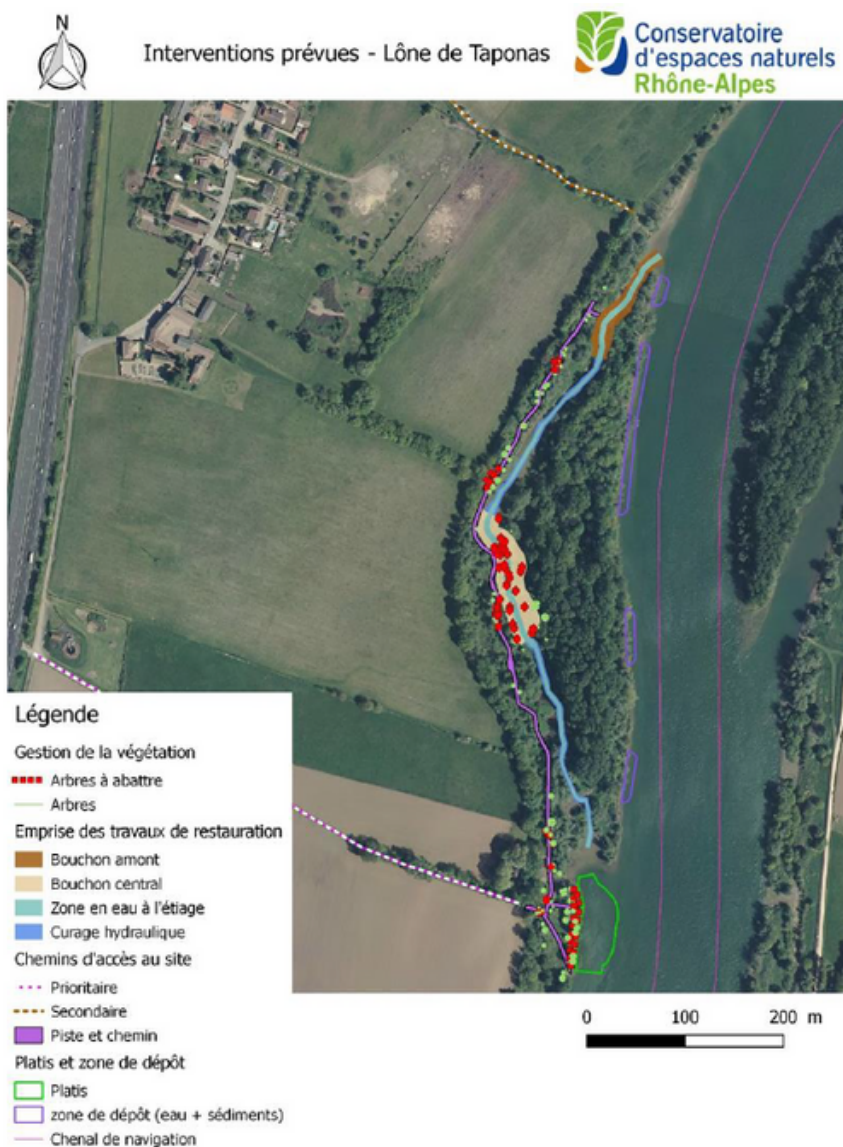 N
Interventions prévues - Lône de Taponas
Conservatoire
d'espaces naturels
Rhône-Alpes
Légende
Gestion de la végétation
Arbres à abattre
Arbres
Emprise des travaux de restauration
Bouchon amont
Bouchon central
Zone en eau à l'étiage
Curage hydraulique
Chemins d'accès au site
Prioritaire
Secondaire
Piste et chemin
Platis et zone de dépôt
Platis
zone de dépôt (eau + sédiments)
Chenal de navigation
0 100 200 m